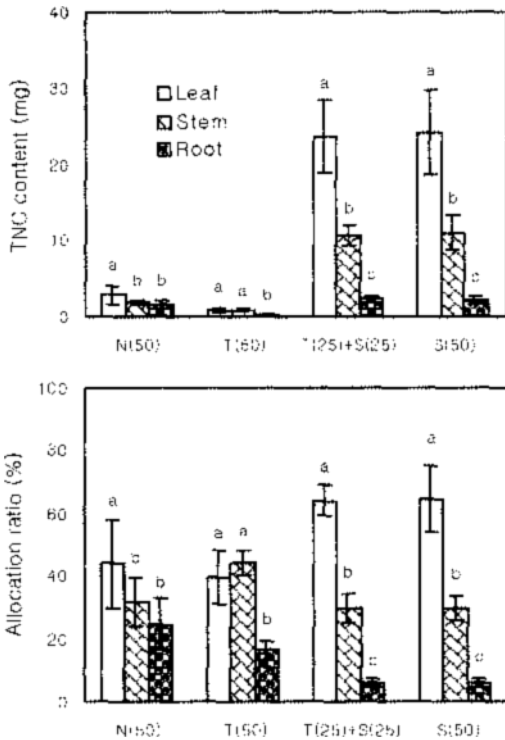 40
30
20
10
0
TNC content (mg)
Leaf
Stem
Root
a b b
a a b
a b c
a b c
N(50) T(50) T(25)+S(25) S(50)
100
80
60
40
20
0
Allocation ratio (%)
a b b
a a b
a b c
a b c
N(50) T(50) T(25)+S(25) S(50)